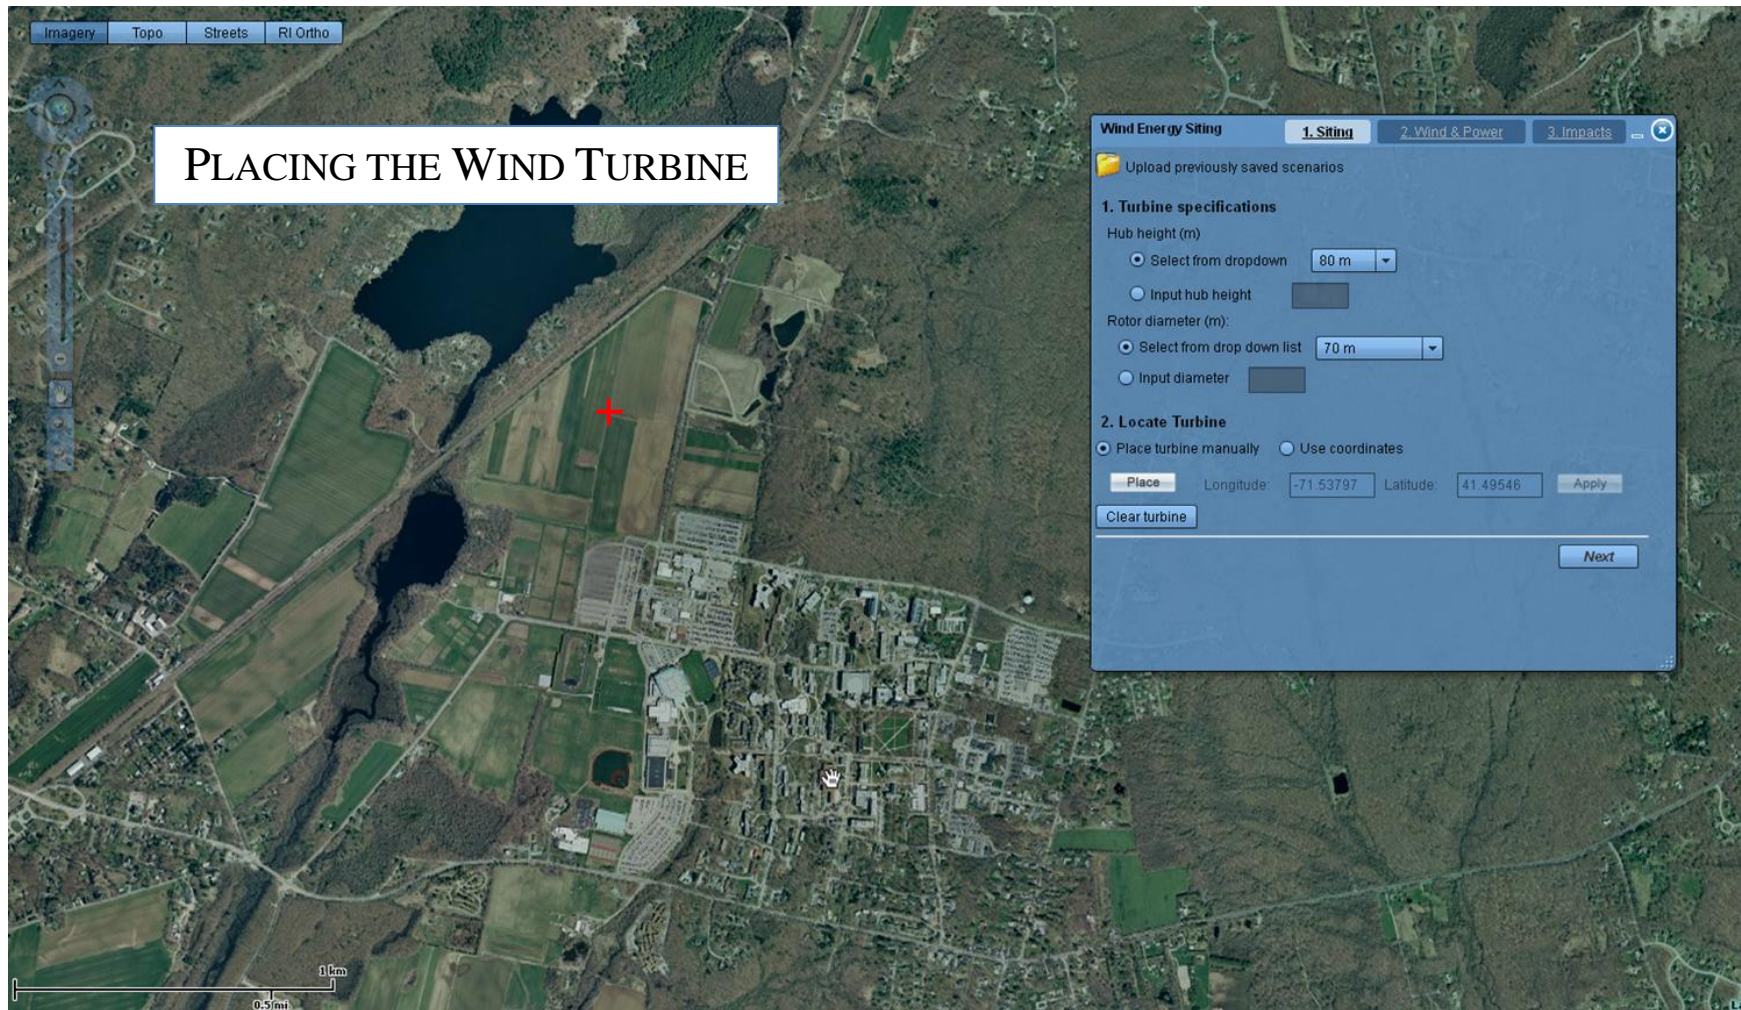 Imagery Topo Streets RI Ortho
PLACING THE WIND TURBINE
Wind Energy Siting 1. Siting 2. Wind & Power 3. Impacts
Upload previously saved scenarios
1. Turbine specifications
Hub height (m)
Select from dropdown 80 m
Input hub height
Rotor diameter (m):
Select from drop down list 70 m
Input diameter
2. Locate Turbine
Place turbine manually Use coordinates
Place Longitude: -71.53797 Latitude: 41.49546 Apply
Clear turbine
Next
1 km
0.5 mi